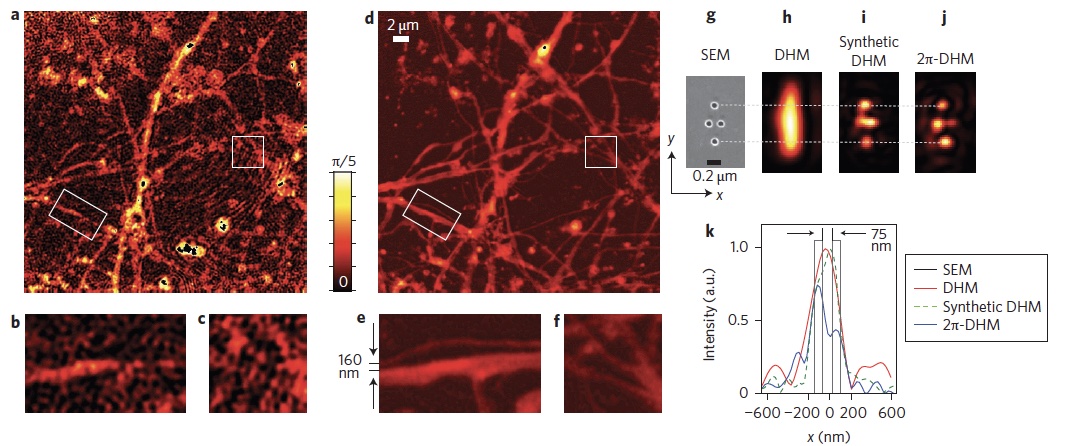 a
π/5
0
b
c
d
2 μm
e
160
nm
f
g
SEM
0.2 μm
y
x
h
DHM
i
Synthetic
DHM
j
2π-DHM
k
75
nm
Intensity (a.u.)
1.0
0.5
0
−600 −200 0 200 600
x (nm)
SEM
DHM
Synthetic DHM
2π-DHM